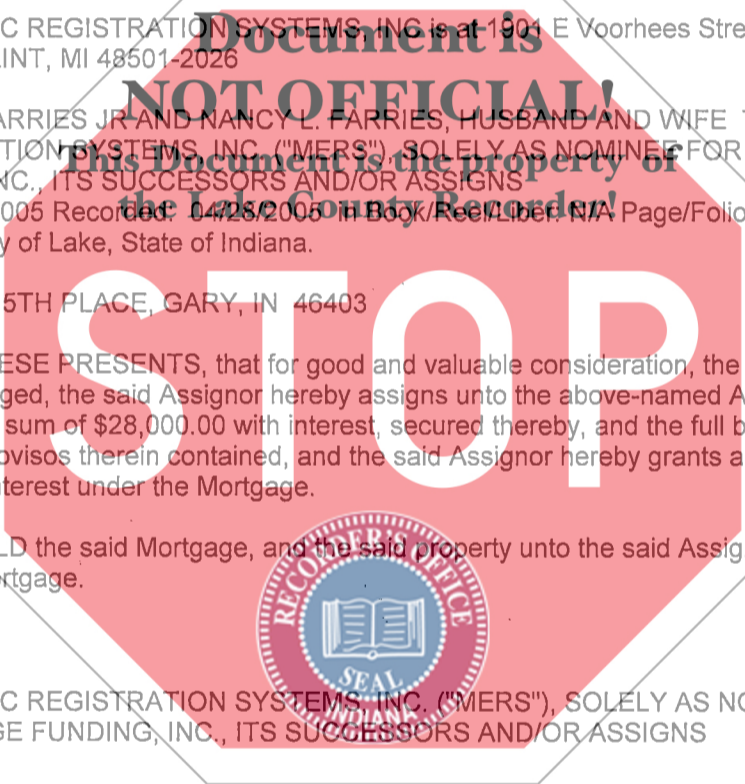 C REGISTRATION SYSTEMS, INC. is at 1901 E Voorhees Stre
INT, MI 48501-2026
Document is
NOT OFFICIAL!
This Document is the property of
the Lake County Recorder!
ARRIES JR AND NANCY L. FARRIES, HUSBAND AND WIFE
TION SYSTEMS, INC. ("MERS"), SOLELY AS NOMINEE FOR
NC., ITS SUCCESSORS AND/OR ASSIGNS
005 Recorded: 04/28/2005 in Book/Reel/Liber: N/A Page/Folio
y of Lake, State of Indiana.
5TH PLACE, GARY, IN 46403
STOP
ESE PRESENTS, that for good and valuable consideration, the
ged, the said Assignor hereby assigns unto the above-named A
sum of $28,000.00 with interest, secured thereby, and the full b
ovisos therein contained, and the said Assignor hereby grants a
terest under the Mortgage.
LD the said Mortgage, and the said property unto the said Assig
rtgage.
RECORDER'S OFFICE
SEAL
INDIANA
C REGISTRATION SYSTEMS, INC. ("MERS"), SOLELY AS NO
GE FUNDING, INC., ITS SUCCESSORS AND/OR ASSIGNS